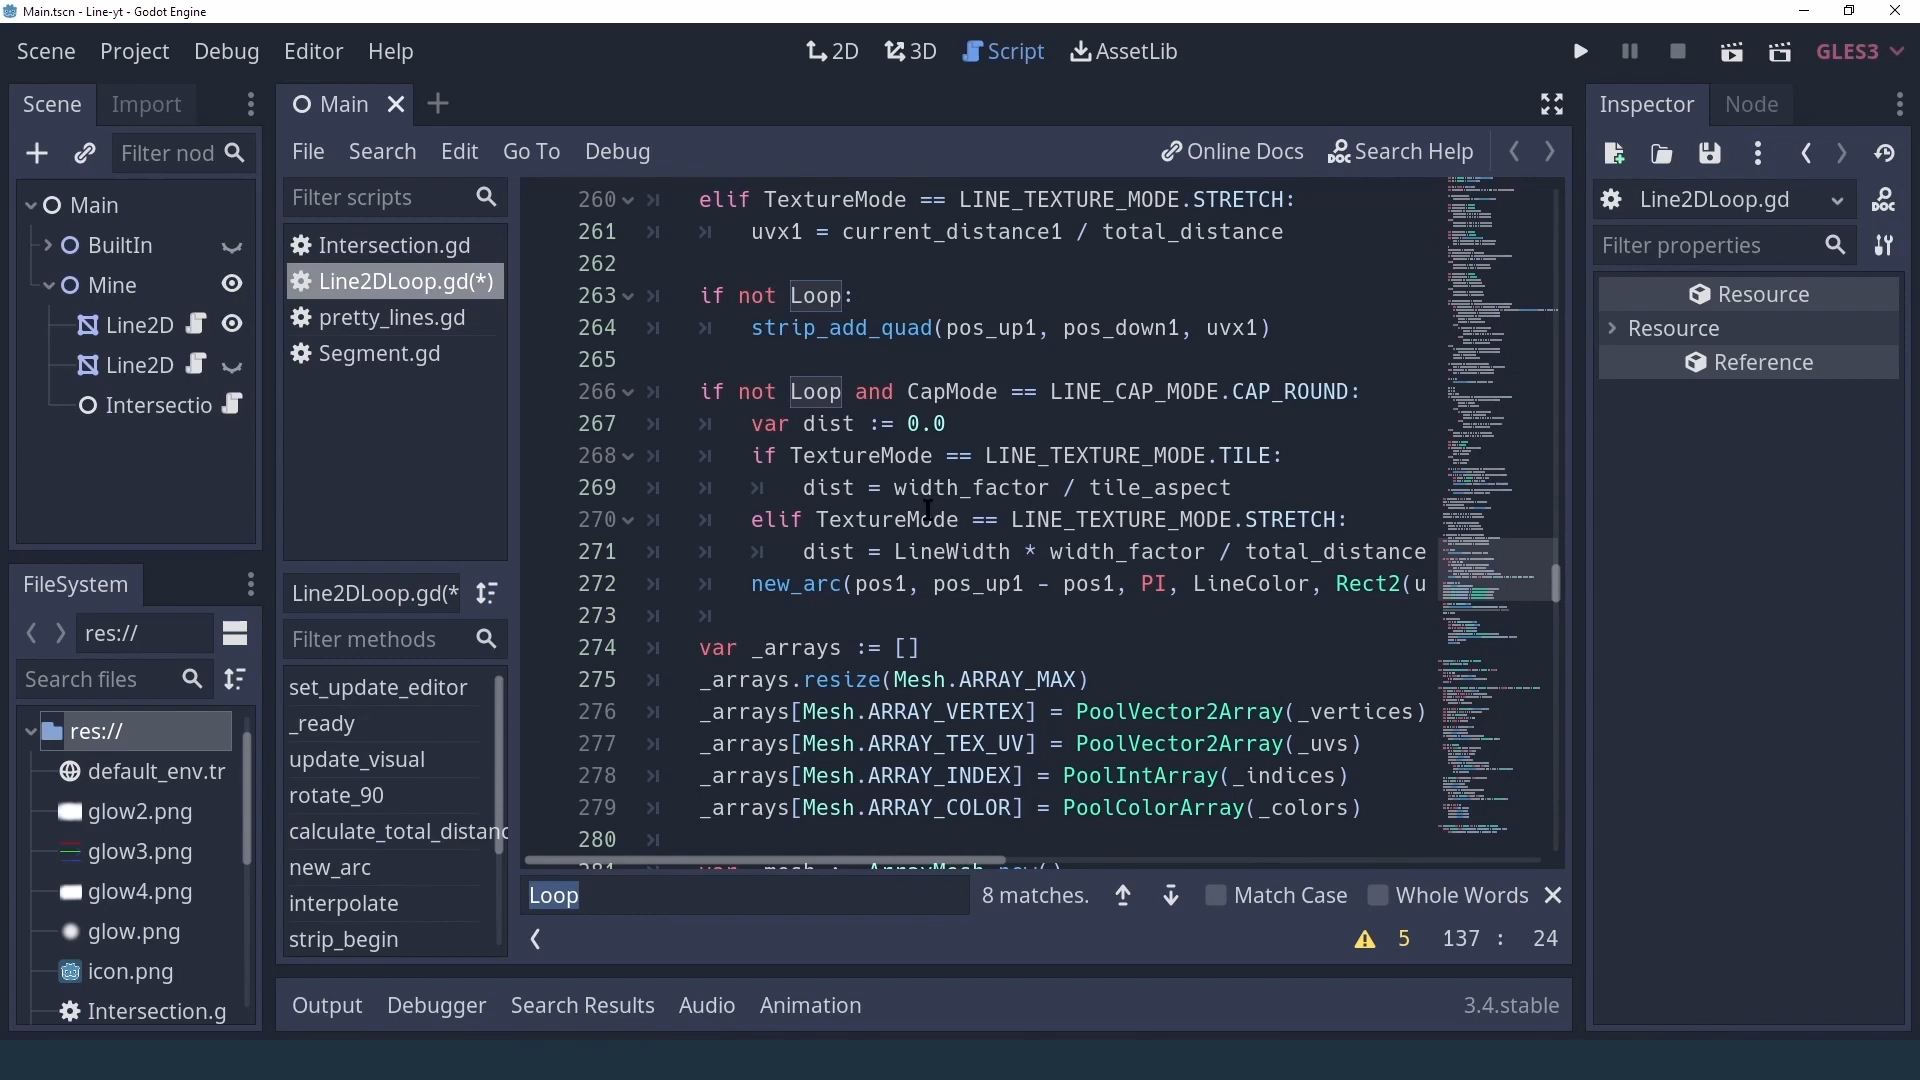 Main.tscn - Line-yt - Godot Engine
Scene Project Debug Editor Help
2D 3D Script AssetLib
GLES3
Scene Import
Filter nod
Main
BuiltIn
Mine
Line2D
Line2D
Intersectio
FileSystem
res://
Search files
res://
default_env.tr
glow2.png
glow3.png
glow4.png
glow.png
icon.png
Intersection.g
Main
File Search Edit Go To Debug
Online Docs Search Help
Filter scripts
Intersection.gd
Line2DLoop.gd(*)
pretty_lines.gd
Segment.gd
Line2DLoop.gd(*
Filter methods
set_update_editor
_ready
update_visual
rotate_90
calculate_total_distanc
new_arc
interpolate
strip_begin
260 elif TextureMode == LINE_TEXTURE_MODE.STRETCH:
261 uvx1 = current_distance1 / total_distance
262
263 if not Loop:
264 strip_add_quad(pos_up1, pos_down1, uvx1)
265
266 if not Loop and CapMode == LINE_CAP_MODE.CAP_ROUND:
267 var dist := 0.0
268 if TextureMode == LINE_TEXTURE_MODE.TILE:
269 dist = width_factor / tile_aspect
270 elif TextureMode == LINE_TEXTURE_MODE.STRETCH:
271 dist = LineWidth * width_factor / total_distance
272 new_arc(pos1, pos_up1 - pos1, PI, LineColor, Rect2(u
273
274 var _arrays := []
275 _arrays.resize(Mesh.ARRAY_MAX)
276 _arrays[Mesh.ARRAY_VERTEX] = PoolVector2Array(_vertices)
277 _arrays[Mesh.ARRAY_TEX_UV] = PoolVector2Array(_uvs)
278 _arrays[Mesh.ARRAY_INDEX] = PoolIntArray(_indices)
279 _arrays[Mesh.ARRAY_COLOR] = PoolColorArray(_colors)
280
Loop 8 matches. Match Case Whole Words
5 137 : 24
Output Debugger Search Results Audio Animation 3.4.stable
Inspector Node
Line2DLoop.gd
Filter properties
Resource
Resource
Reference